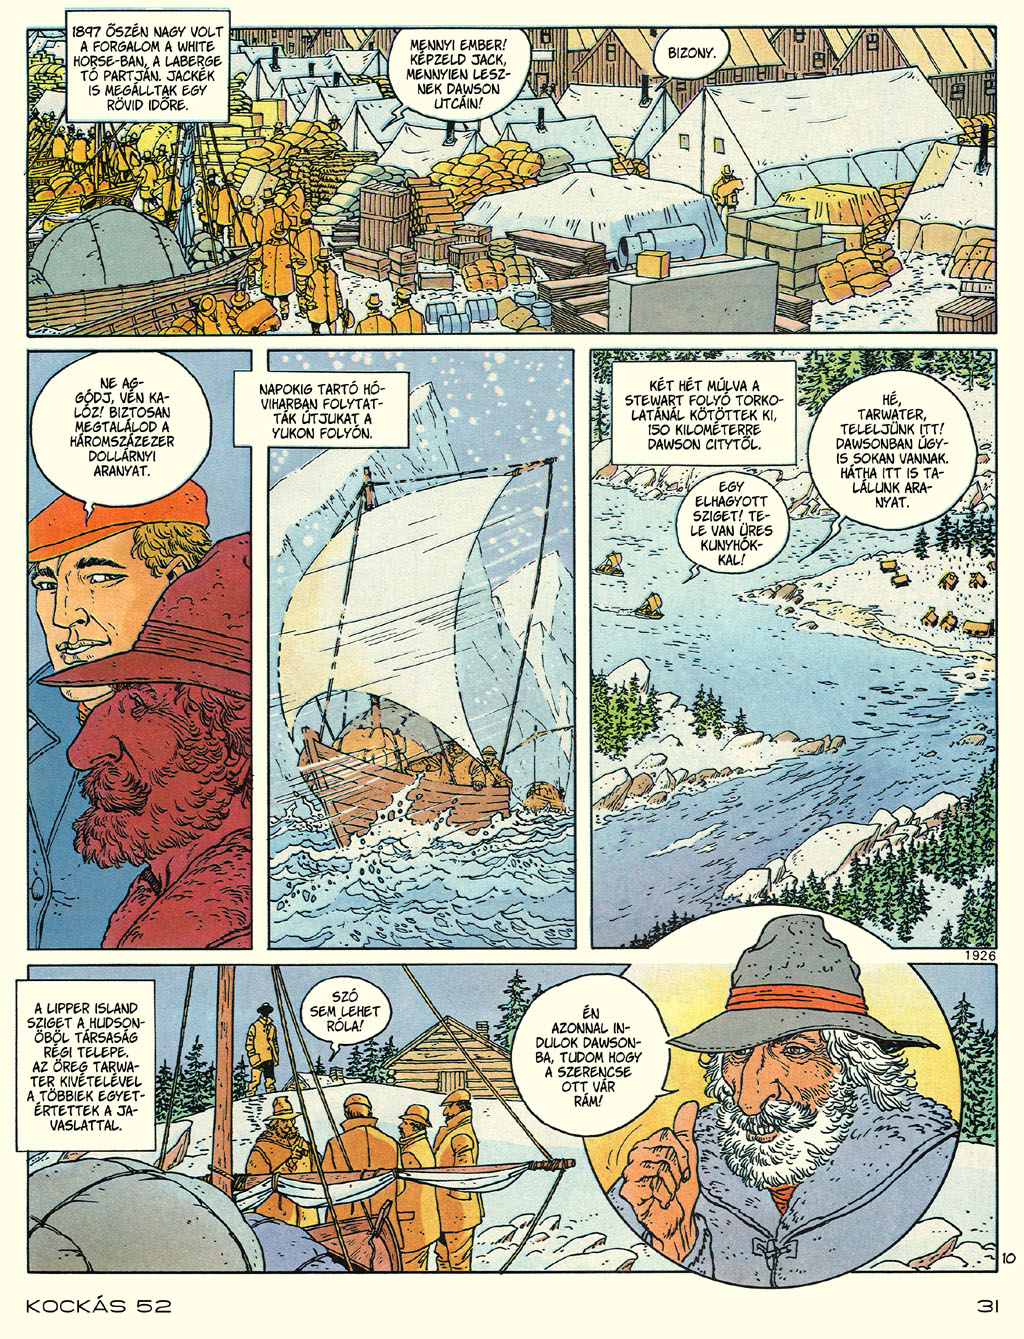 1897 ŐSZÉN NAGY VOLT
A FORGALOM A WHITE
HORSE-BAN, A LABERGE
TÓ PARTJÁN. JACKÉK
IS MEGÁLLTAK EGY
RÖVID IDŐRE.
MENNYI EMBER!
KÉPZELD JACK,
MENNYIEN LESZ-
NEK DAWSON
UTCÁIN!
BIZONY.
NE AG-
GÓDJ, VÉN KA-
LÓZ! BIZTOSAN
MEGTALÁLOD A
HÁROMSZÁZEZER
DOLLÁRNYI
ARANYAT.
NAPOKIG TARTÓ HÓ-
VIHARBAN FOLYTAT-
TÁK ÚTJUKAT A
YUKON FOLYÓN.
KÉT HÉT MÚLVA A
STEWART FOLYÓ TORKO-
LATÁNÁL KÖTÖTTEK KI,
150 KILOMÉTERRE
DAWSON CITYTŐL.
EGY
ELHAGYOTT
SZIGET! TE-
LE VAN ÜRES
KUNYHÓK-
KAL!
HÉ,
TARWATER,
TELELJÜNK ITT!
DAWSONBAN ÚGY-
IS SOKAN VANNAK.
HÁTHA ITT IS TA-
LÁLUNK ARA-
NYAT.
1926
A LIPPER ISLAND
SZIGET A HUDSON-
ÖBÖL TÁRSASÁG
RÉGI TELEPE.
AZ ÖREG TARWA-
TER KIVÉTELÉVEL
A TÖBBIEK EGYET-
ÉRTETTEK A JA-
VASLATTAL.
SZÓ
SEM LEHET
RÓLA!
ÉN
AZONNAL IN-
DULOK DAWSON-
BA, TUDOM HOGY
A SZERENCSE
OTT VÁR
RÁM!
10
KOCKÁS 52
31